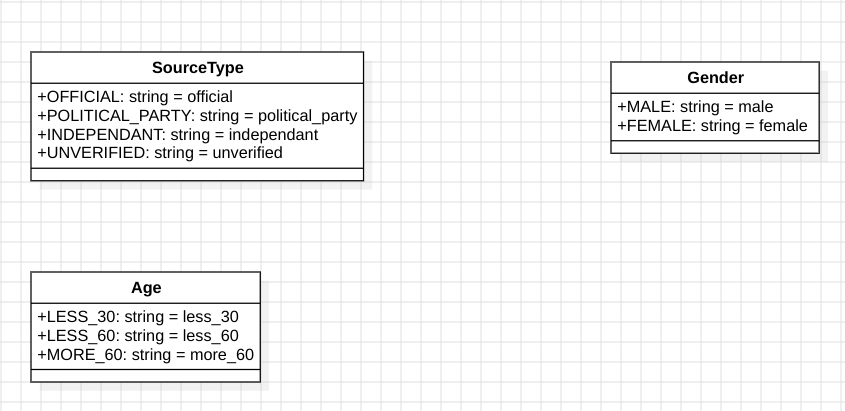 SourceType
+OFFICIAL: string = official
+POLITICAL_PARTY: string = political_party
+INDEPENDANT: string = independant
+UNVERIFIED: string = unverified
Gender
+MALE: string = male
+FEMALE: string = female
Age
+LESS_30: string = less_30
+LESS_60: string = less_60
+MORE_60: string = more_60